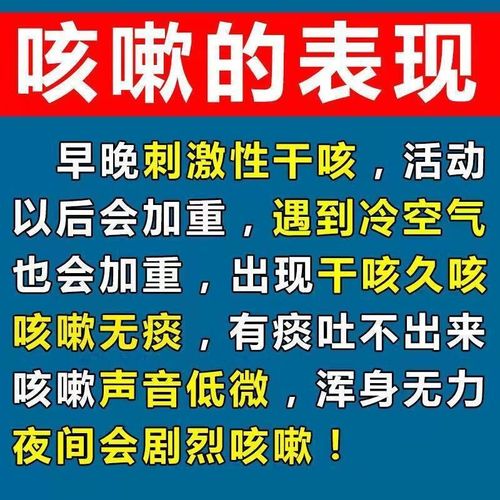 咳嗽的表现
早晚刺激性干咳，活动
以后会加重，遇到冷空气
也会加重，出现干咳久咳
咳嗽无痰，有痰吐不出来
咳嗽声音低微，浑身无力
夜间会剧烈咳嗽！